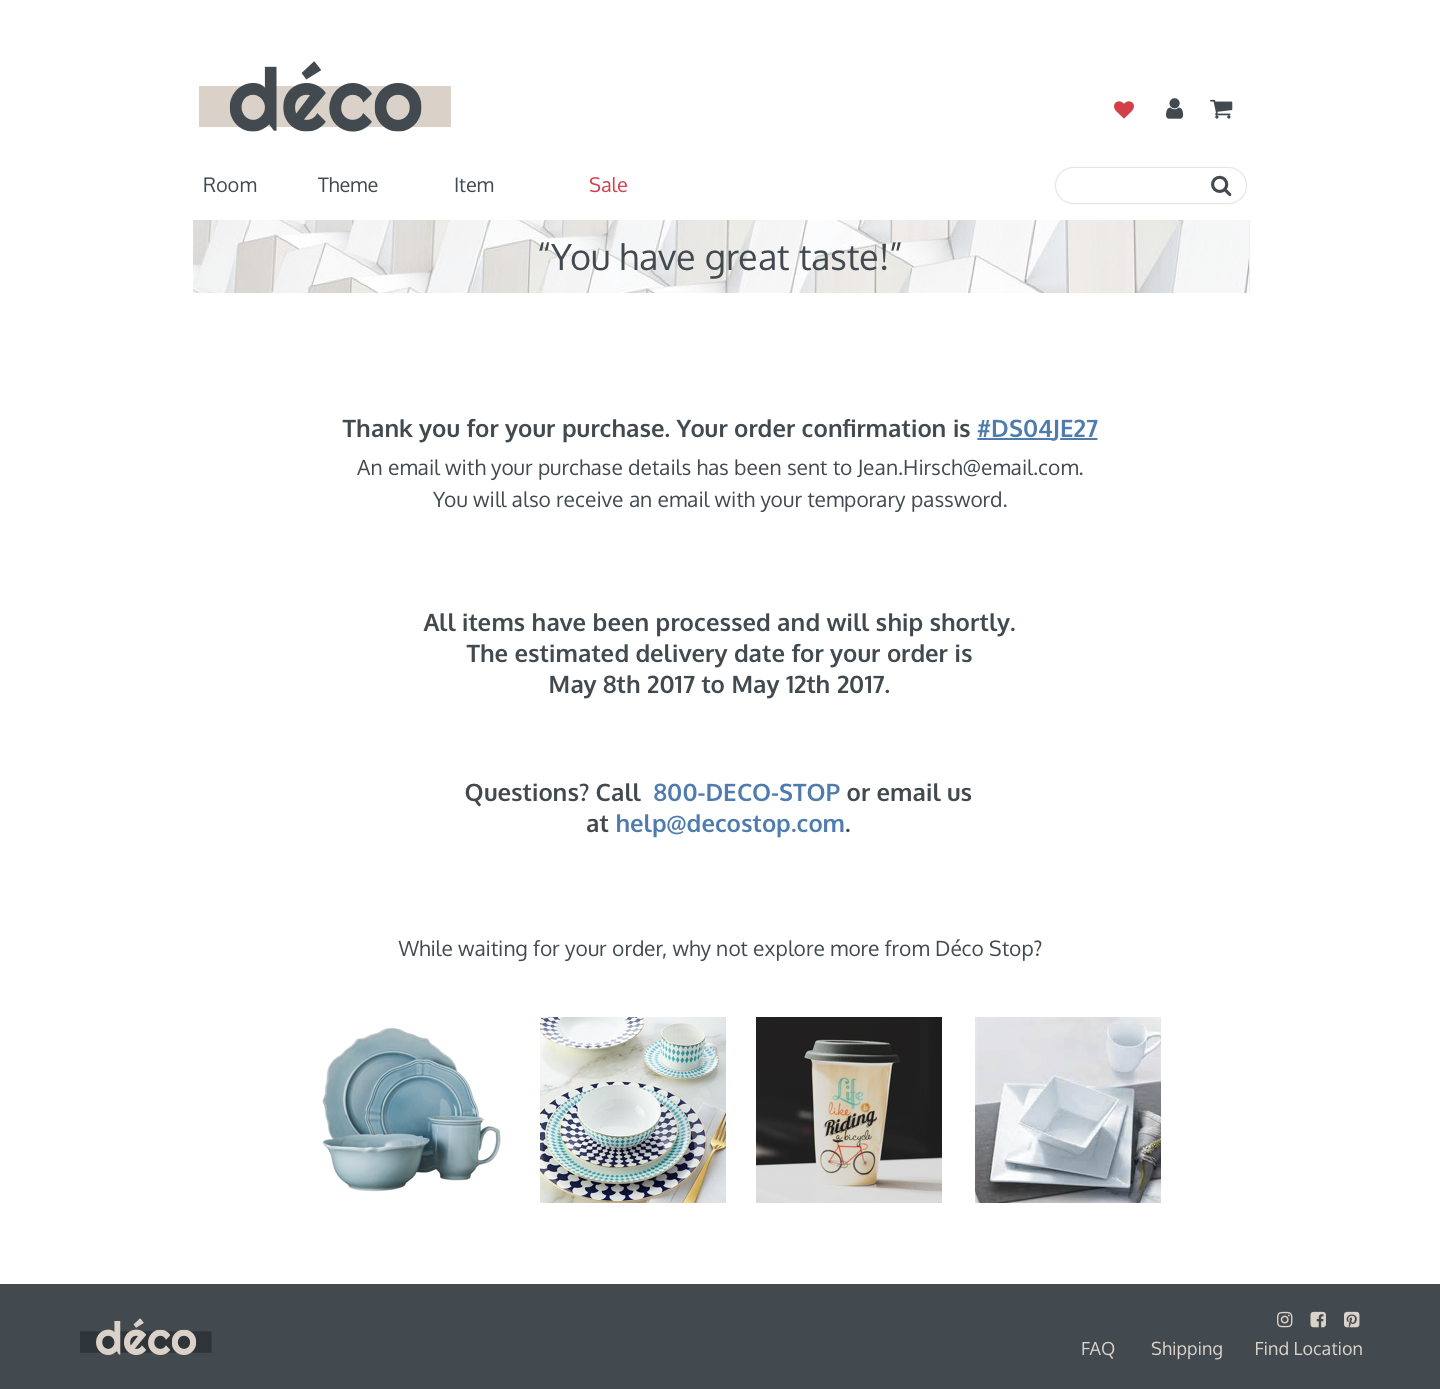 déco
Room Theme Item Sale
“You have great taste!”
Thank you for your purchase. Your order confirmation is #DS04JE27
An email with your purchase details has been sent to Jean.Hirsch@email.com.
You will also receive an email with your temporary password.
All items have been processed and will ship shortly.
The estimated delivery date for your order is
May 8th 2017 to May 12th 2017.
Questions? Call 800-DECO-STOP or email us
at help@decostop.com.
While waiting for your order, why not explore more from Déco Stop?
Life
like is
Riding
a bicycle
déco
FAQ Shipping Find Location